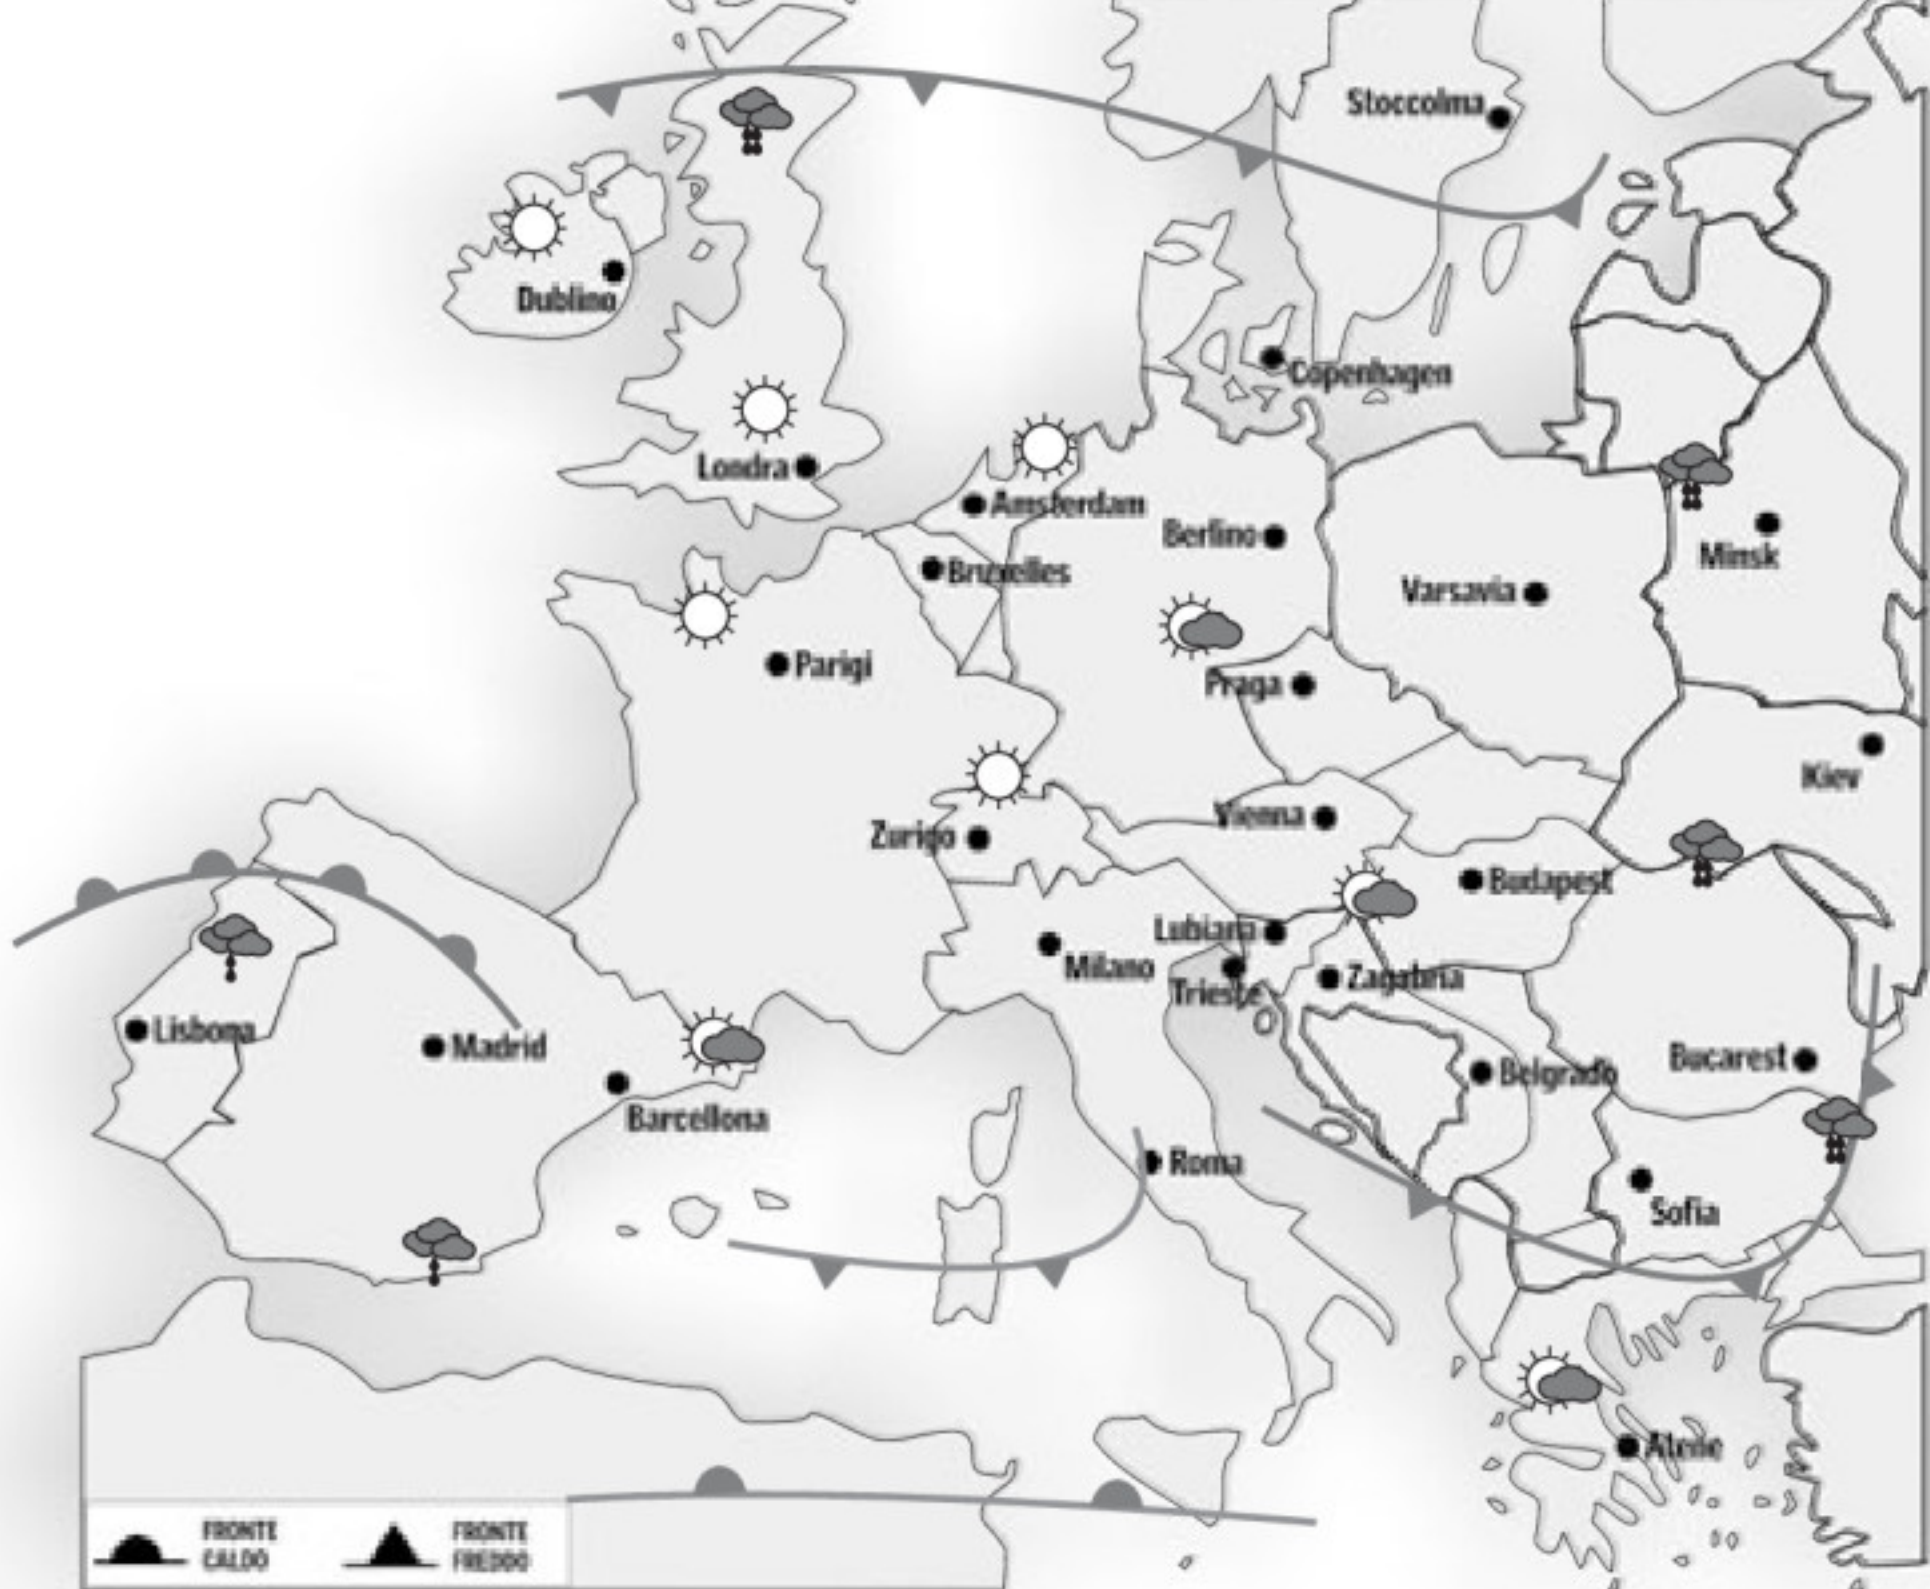 Stoccolma
Dublino
Copenhagen
Londra
Amsterdam
Berlino
Bruxelles
Minsk
Varsavia
Parigi
Praga
Kiev
Vienna
Zurigo
Budapest
Lubiana
Milano
Trieste
Zagabria
Lisbona
Madrid
Bucarest
Belgrado
Barcellona
Roma
Sofia
Atene
FRONTE
CALDO
FRONTE
FREDDO